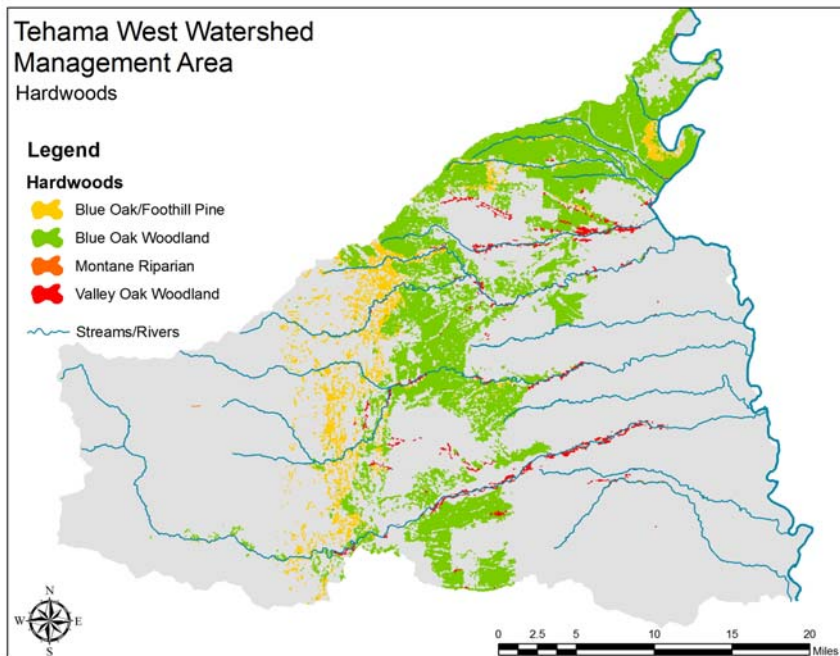 Tehama West Watershed
Management Area
Hardwoods
Legend
Hardwoods
Blue Oak/Foothill Pine
Blue Oak Woodland
Montane Riparian
Valley Oak Woodland
Streams/Rivers
N
W E
S
0 2.5 5 10 15 20
Miles